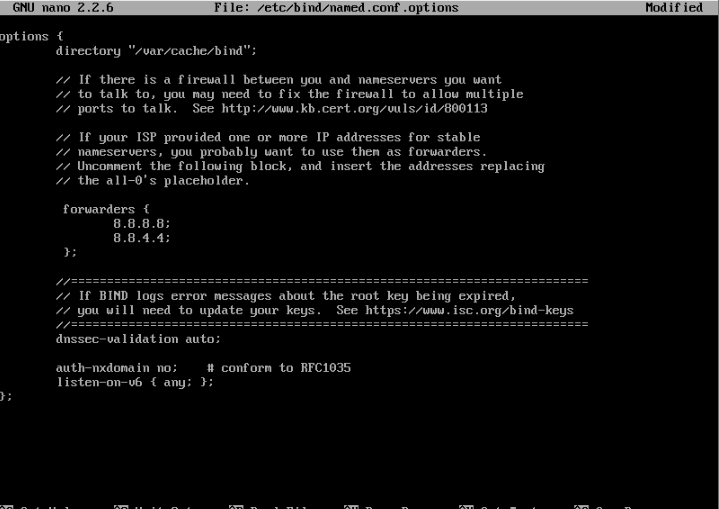 GNU nano 2.2.6 File: /etc/bind/named.conf.options Modified
options {
directory "/var/cache/bind";
// If there is a firewall between you and nameservers you want
// to talk to, you may need to fix the firewall to allow multiple
// ports to talk. See http://www.kb.cert.org/vuls/id/800113
// If your ISP provided one or more IP addresses for stable
// nameservers, you probably want to use them as forwarders.
// Uncomment the following block, and insert the addresses replacing
// the all-0's placeholder.
forwarders {
8.8.8.8;
8.8.4.4;
};
//========================================================================
// If BIND logs error messages about the root key being expired,
// you will need to update your keys. See https://www.isc.org/bind-keys
//========================================================================
dnssec-validation auto;
auth-nxdomain no; # conform to RFC1035
listen-on-v6 { any; };
};